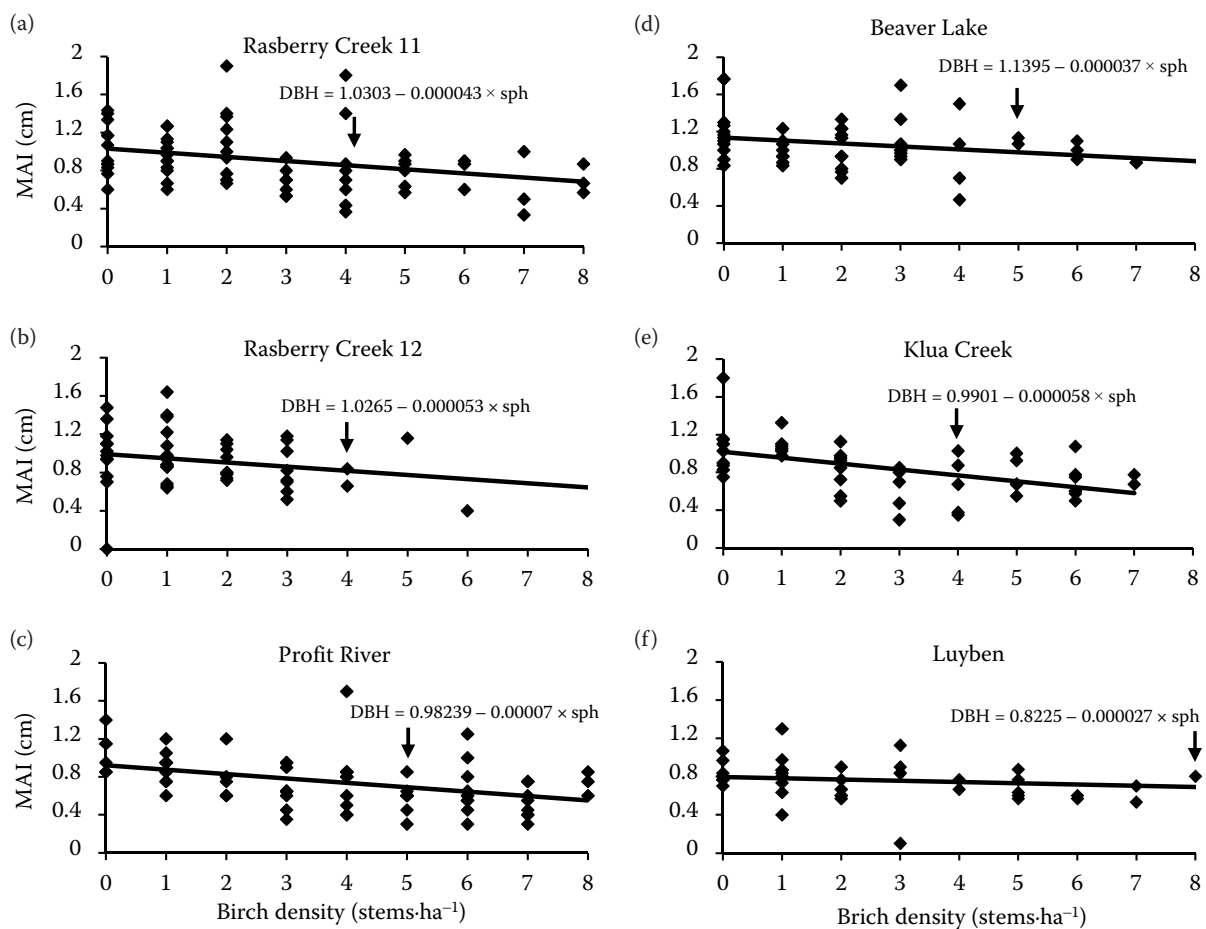 (a)
Rasberry Creek 11
DBH = 1.0303 – 0.000043 × sph
MAI (cm)
2
1.6
1.2
0.8
0.4
0
0 1 2 3 4 5 6 7 8
(b)
Rasberry Creek 12
DBH = 1.0265 – 0.000053 × sph
MAI (cm)
2
1.6
1.2
0.8
0.4
0
0 1 2 3 4 5 6 7 8
(c)
Profit River
DBH = 0.98239 – 0.00007 × sph
MAI (cm)
2
1.6
1.2
0.8
0.4
0
0 1 2 3 4 5 6 7 8
Birch density (stems·ha⁻¹)
(d)
Beaver Lake
DBH = 1.1395 – 0.000037 × sph
2
1.6
1.2
0.8
0.4
0
0 1 2 3 4 5 6 7 8
(e)
Klua Creek
DBH = 0.9901 – 0.000058 × sph
2
1.6
1.2
0.8
0.4
0
0 1 2 3 4 5 6 7 8
(f)
Luyben
DBH = 0.8225 – 0.000027 × sph
2
1.6
1.2
0.8
0.4
0
0 1 2 3 4 5 6 7 8
Brich density (stems·ha⁻¹)